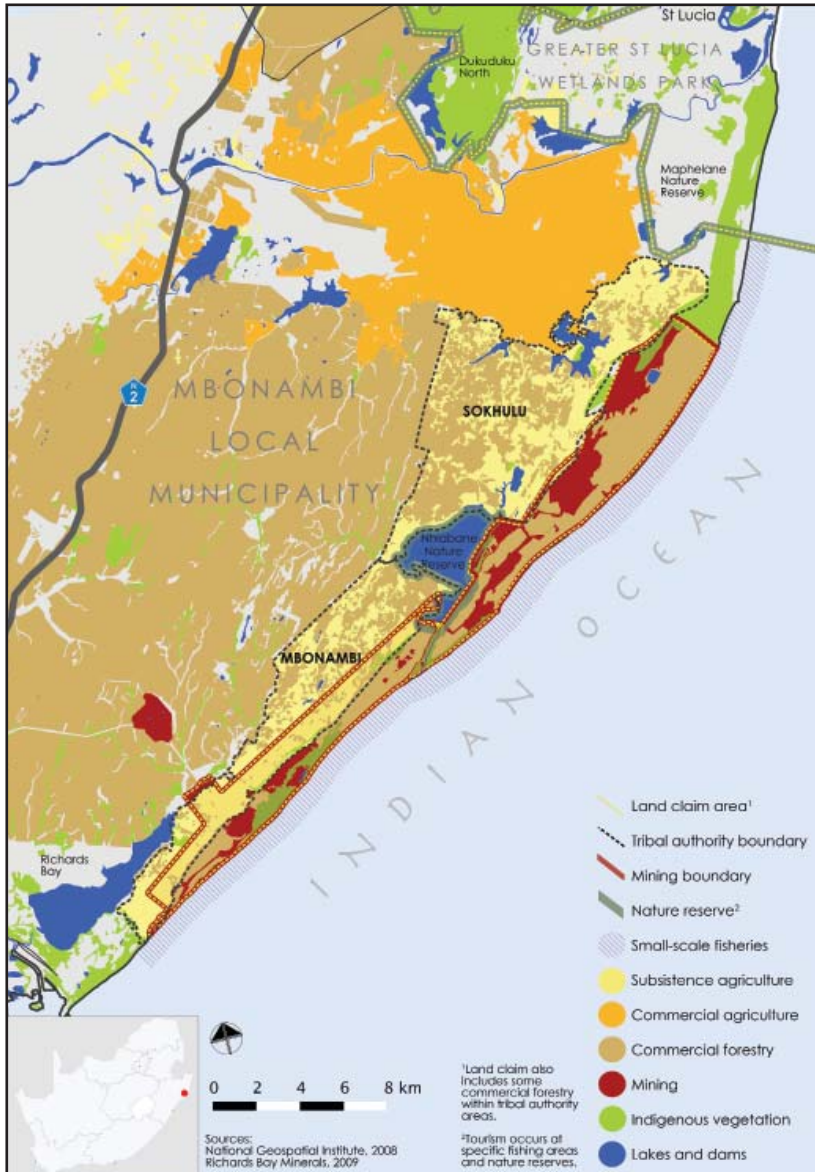 St Lucia
GREATER ST LUCIA
WETLANDS PARK
Dukuduku
North
Maphelane
Nature
Reserve
N
2
MBONAMBI
LOCAL
MUNICIPALITY
SOKHULU
Nhlabane
Nature
Reserve
MBONAMBI
INDIAN OCEAN
Richards
Bay
Land claim area¹
Tribal authority boundary
Mining boundary
Nature reserve²
Small-scale fisheries
Subsistence agriculture
Commercial agriculture
Commercial forestry
Mining
Indigenous vegetation
Lakes and dams
0 2 4 6 8 km
Sources:
National Geospatial Institute, 2008
Richards Bay Minerals, 2009
¹Land claim also
includes some
commercial forestry
within tribal authority
areas.
²Tourism occurs at
specific fishing areas
and nature reserves.